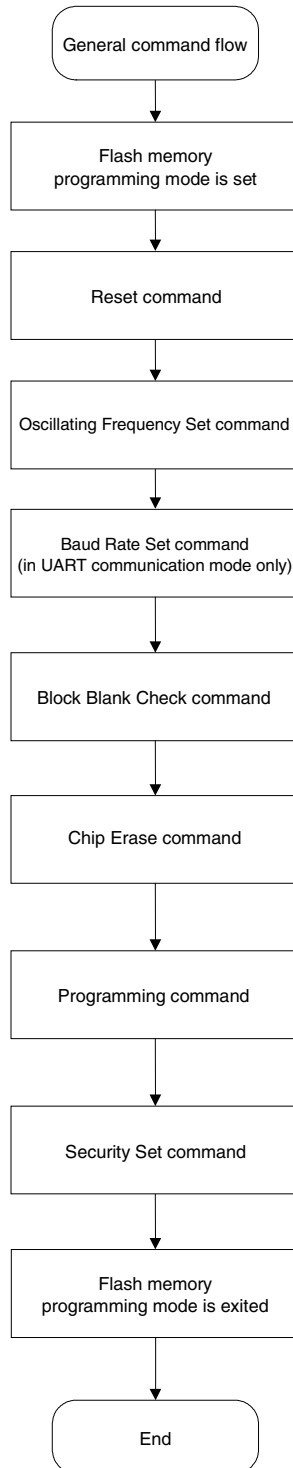 General command flow
Flash memory
programming mode is set
Reset command
Oscillating Frequency Set command
Baud Rate Set command
(in UART communication mode only)
Block Blank Check command
Chip Erase command
Programming command
Security Set command
Flash memory
programming mode is exited
End